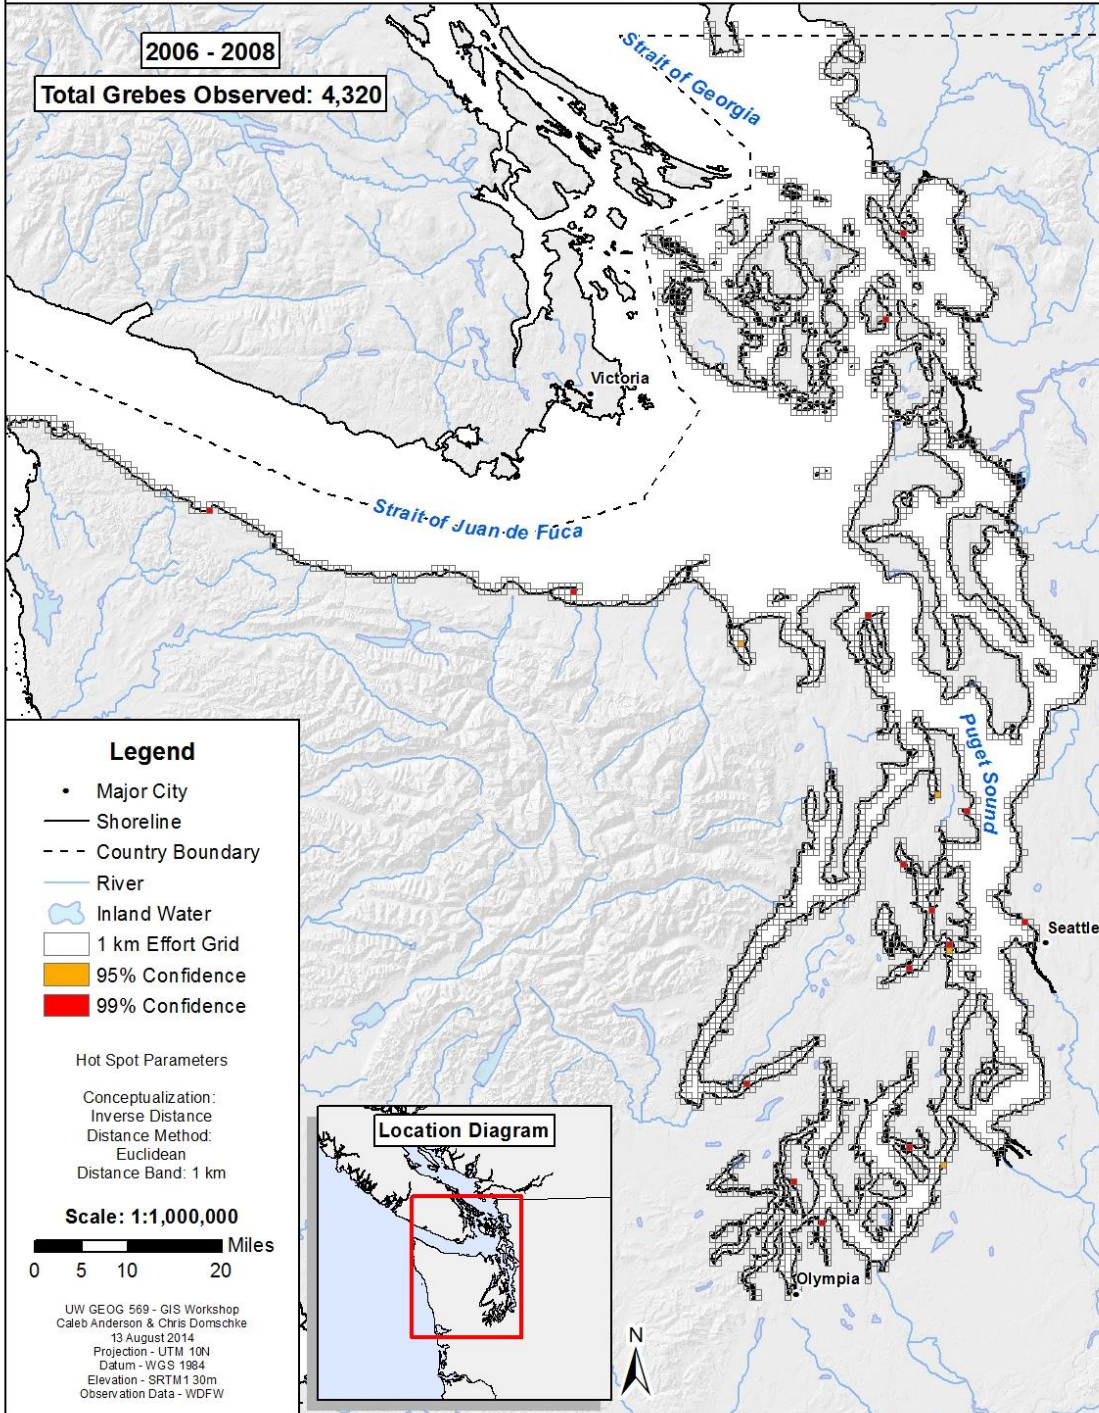 2006 - 2008
Total Grebes Observed: 4,320
Strait of Georgia
Victoria
Strait of Juan de Fuca
Puget Sound
Seattle
Olympia
Legend
Major City
Shoreline
Country Boundary
River
Inland Water
1 km Effort Grid
95% Confidence
99% Confidence
Hot Spot Parameters
Conceptualization:
Inverse Distance
Distance Method:
Euclidean
Distance Band: 1 km
Scale: 1:1,000,000
Miles
0 5 10 20
UW GEOG 569 - GIS Workshop
Caleb Anderson & Chris Domschke
13 August 2014
Projection - UTM 10N
Datum - WGS 1984
Elevation - SRTM1 30m
Observation Data - WDFW
Location Diagram
N